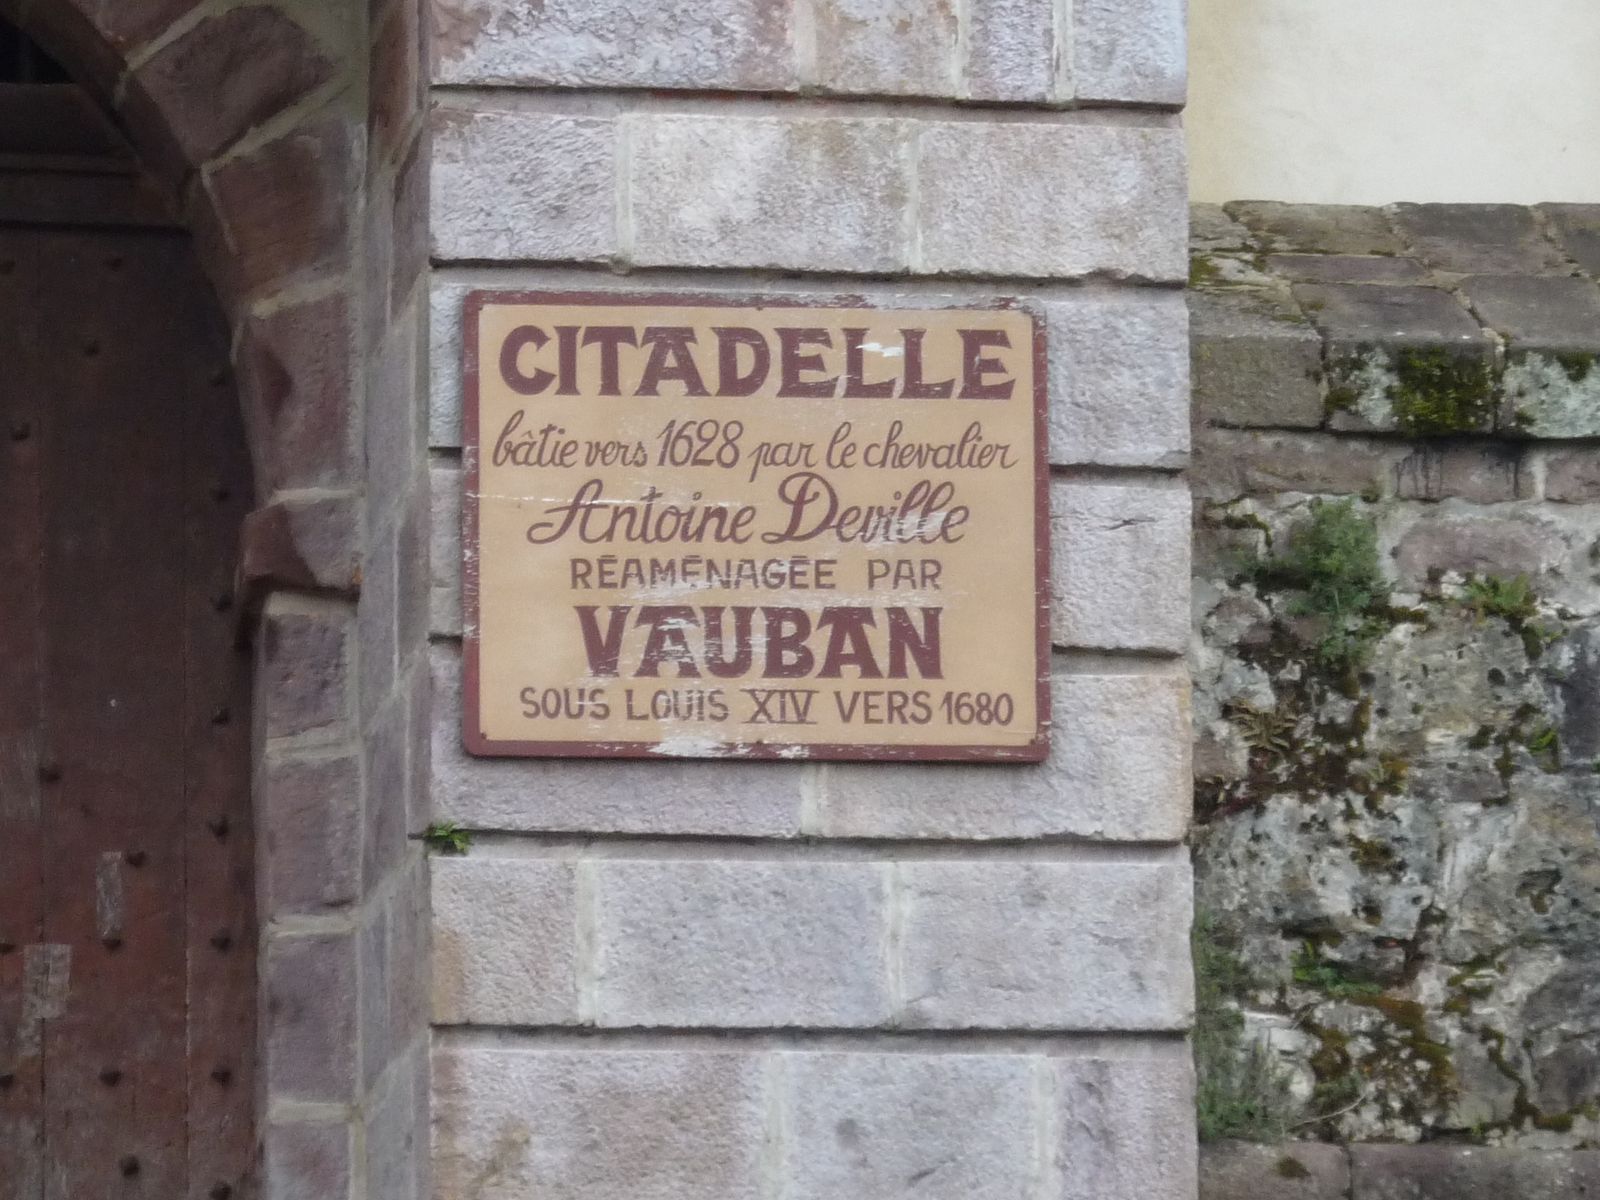 CITADELLE
bâtie vers 1628 par le chevalier
Antoine Deville
RÉAMÉNAGÉE PAR
VAUBAN
SOUS LOUIS XIV VERS 1680